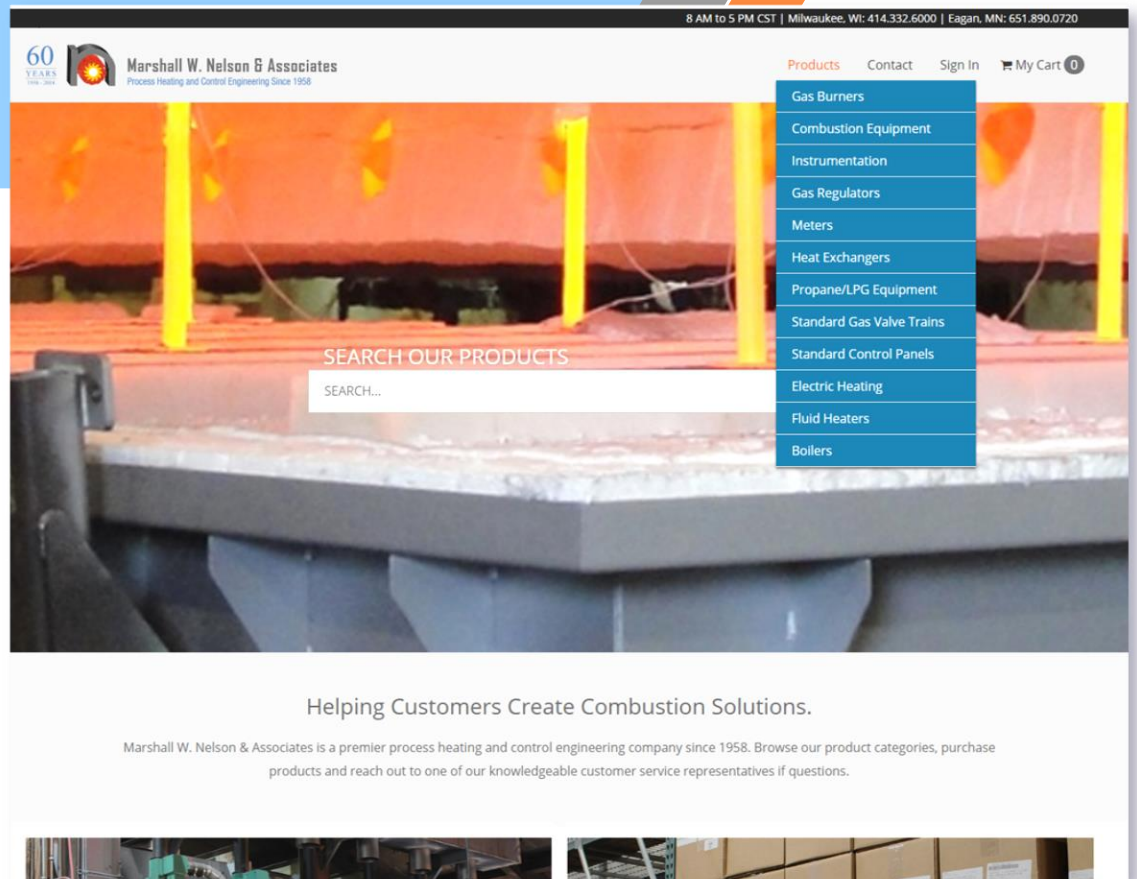 8 AM to 5 PM CST | Milwaukee, WI: 414.332.6000 | Eagan, MN: 651.890.0720
60
YEARS
Marshall W. Nelson & Associates
Process Heating and Control Engineering Since 1958
Products Contact Sign In My Cart 0
Gas Burners
Combustion Equipment
Instrumentation
Gas Regulators
Meters
Heat Exchangers
Propane/LPG Equipment
Standard Gas Valve Trains
Standard Control Panels
Electric Heating
Fluid Heaters
Boilers
SEARCH OUR PRODUCTS
SEARCH...
Helping Customers Create Combustion Solutions.
Marshall W. Nelson & Associates is a premier process heating and control engineering company since 1958. Browse our product categories, purchase
products and reach out to one of our knowledgeable customer service representatives if questions.